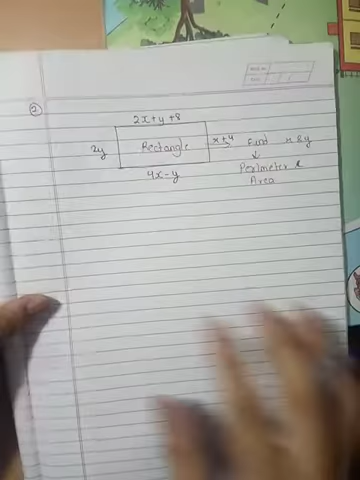 ②
2x+y+8
2y
Rectangle
x+4
Find x & y
↓
4x-y
Perimeter &
Area